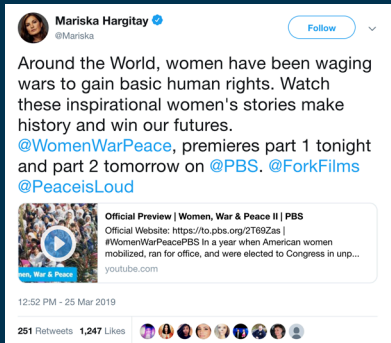 Mariska Hargitay
@Mariska
Follow
Around the World, women have been waging
wars to gain basic human rights. Watch
these inspirational women's stories make
history and win our futures.
@WomenWarPeace, premieres part 1 tonight
and part 2 tomorrow on @PBS. @ForkFilms
@PeaceisLoud
men, War & Peace
Official Preview | Women, War & Peace II | PBS
Official Website: https://to.pbs.org/2T69Zas |
#WomenWarPeacePBS In a year when American women
mobilized, ran for office, and were elected to Congress in unp...
youtube.com
12:52 PM - 25 Mar 2019
251 Retweets 1,247 Likes